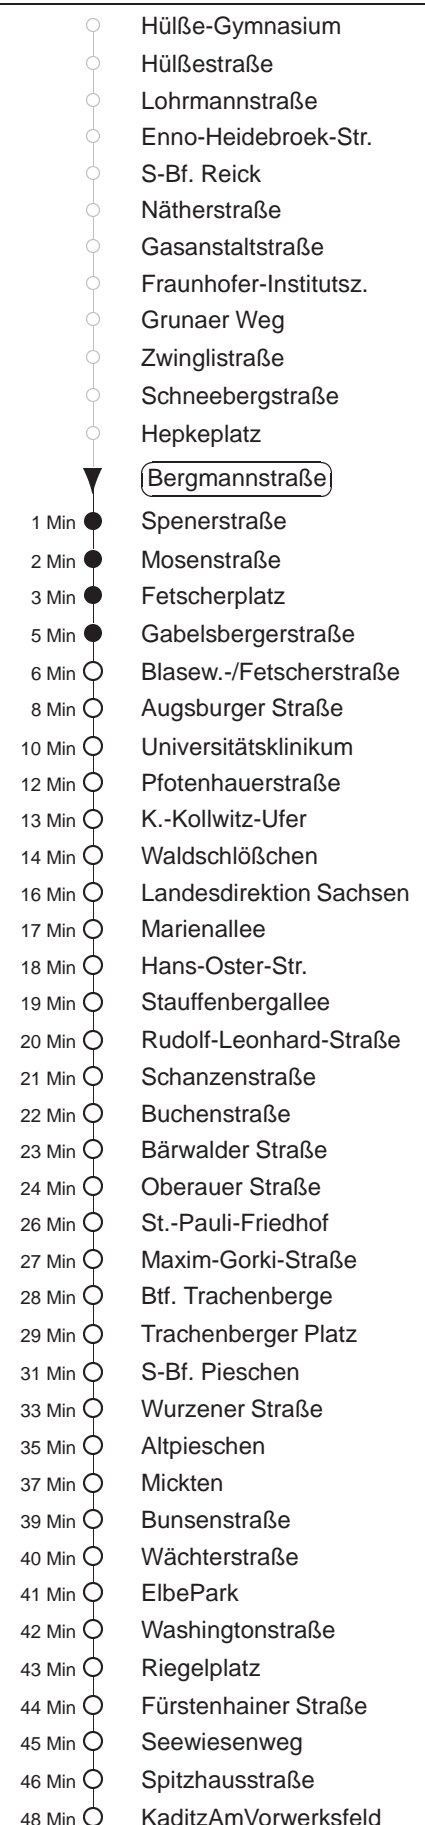 Hülße-Gymnasium
Hülßestraße
Lohrmannstraße
Enno-Heidebroek-Str.
S-Bf. Reick
Nätherstraße
Gasanstaltstraße
Fraunhofer-Institutsz.
Grunaer Weg
Zwinglistraße
Schneebergstraße
Hepkeplatz
Bergmannstraße
1 Min Spenerstraße
2 Min Mosenstraße
3 Min Fetscherplatz
5 Min Gabelsbergerstraße
6 Min Blasew.-/Fetscherstraße
8 Min Augsburger Straße
10 Min Universitätsklinikum
12 Min Pfotenhauerstraße
13 Min K.-Kollwitz-Ufer
14 Min Waldschlößchen
16 Min Landesdirektion Sachsen
17 Min Marienallee
18 Min Hans-Oster-Str.
19 Min Stauffenbergallee
20 Min Rudolf-Leonhard-Straße
21 Min Schanzenstraße
22 Min Buchenstraße
23 Min Bärwalder Straße
24 Min Oberauer Straße
26 Min St.-Pauli-Friedhof
27 Min Maxim-Gorki-Straße
28 Min Btf. Trachenberge
29 Min Trachenberger Platz
31 Min S-Bf. Pieschen
33 Min Wurzener Straße
35 Min Altpieschen
37 Min Mickten
39 Min Bunsenstraße
40 Min Wächterstraße
41 Min ElbePark
42 Min Washingtonstraße
43 Min Riegelplatz
44 Min Fürstenhainer Straße
45 Min Seewiesenweg
46 Min Spitzhausstraße
48 Min KaditzAmVorwerksfeld